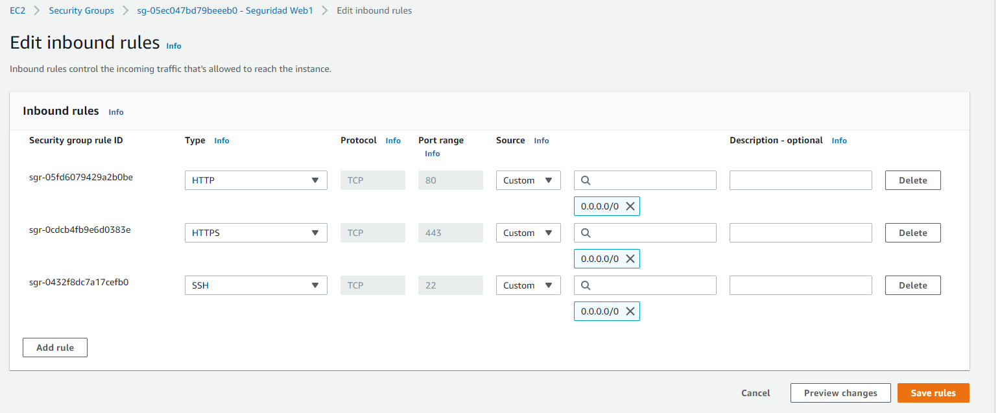 EC2 > Security Groups > sg-05ec047bd79beeeb0 - Seguridad Web1 > Edit inbound rules
Edit inbound rules Info
Inbound rules control the incoming traffic that's allowed to reach the instance.
Inbound rules Info
Security group rule ID Type Info Protocol Info Port range Source Info Description - optional Info
Info
sgr-05fd6079429a2b0be HTTP TCP 80 Custom Delete
0.0.0.0/0
sgr-0cdcb4fb9e6d0383e HTTPS TCP 443 Custom Delete
0.0.0.0/0
sgr-0432f8dc7a17cefb0 SSH TCP 22 Custom Delete
0.0.0.0/0
Add rule
Cancel Preview changes Save rules